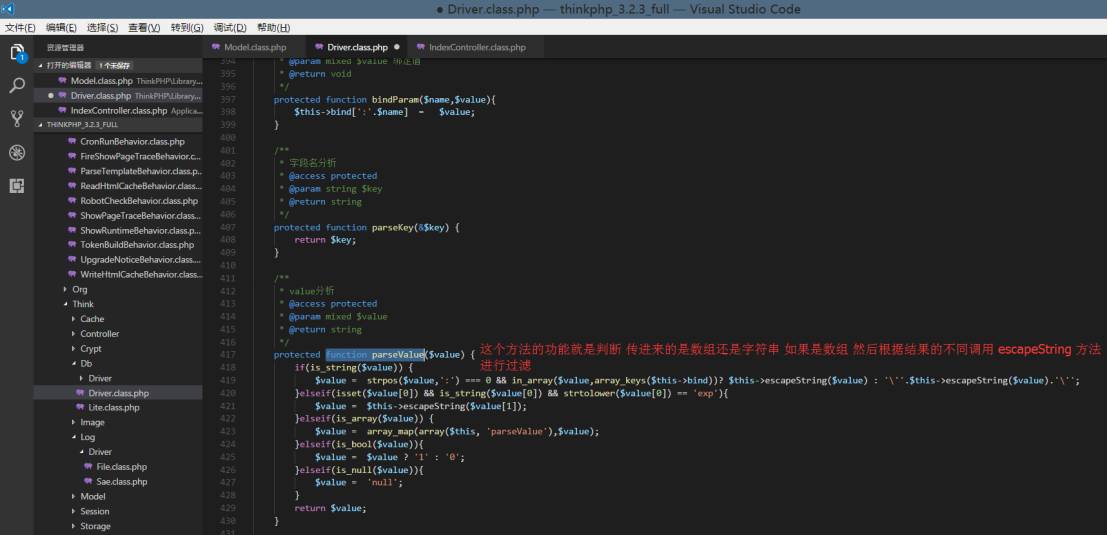 ● Driver.class.php — thinkphp_3.2.3_full — Visual Studio Code
文件(F) 编辑(E) 选择(S) 查看(V) 转到(G) 调试(D) 帮助(H)
资源管理器
打开的编辑器 1 个未保存
Model.class.php ThinkPHP\Library...
● Driver.class.php ThinkPHP\Library...
IndexController.class.php Applica...
THINKPHP_3.2.3_FULL
CronRunBehavior.class.php
FireShowPageTraceBehavior.c...
ParseTemplateBehavior.class.p...
ReadHtmlCacheBehavior.class...
RobotCheckBehavior.class.php
ShowPageTraceBehavior.class...
ShowRuntimeBehavior.class.p...
TokenBuildBehavior.class.php
UpgradeNoticeBehavior.class....
WriteHtmlCacheBehavior.class...
Org
Think
Cache
Controller
Crypt
Db
Driver
Driver.class.php
Lite.class.php
Image
Log
Driver
File.class.php
Sae.class.php
Model
Session
Storage
1
Model.class.php Driver.class.php ● IndexController.class.php
394 * @param mixed $value 绑定值
395 * @return void
396 */
397 protected function bindParam($name,$value){
398 $this->bind[':'.$name] = $value;
399 }
400
401 /**
402 * 字段名分析
403 * @access protected
404 * @param string $key
405 * @return string
406 */
407 protected function parseKey(&$key) {
408 return $key;
409 }
410
411 /**
412 * value分析
413 * @access protected
414 * @param mixed $value
415 * @return string
416 */
417 protected function parseValue($value) { 这个方法的功能就是判断 传进来的是数组还是字符串 如果是数组 然后根据结果的不同调用 escapeString 方法
进行过滤
418 if(is_string($value)) {
419 $value = strpos($value,':') === 0 && in_array($value,array_keys($this->bind))? $this->escapeString($value) : '\''.$this->escapeString($value).'\'';
420 }elseif(isset($value[0]) && is_string($value[0]) && strtolower($value[0]) == 'exp'){
421 $value = $this->escapeString($value[1]);
422 }elseif(is_array($value)) {
423 $value = array_map(array($this, 'parseValue'),$value);
424 }elseif(is_bool($value)){
425 $value = $value ? '1' : '0';
426 }elseif(is_null($value)){
427 $value = 'null';
428 }
429 return $value;
430 }
431